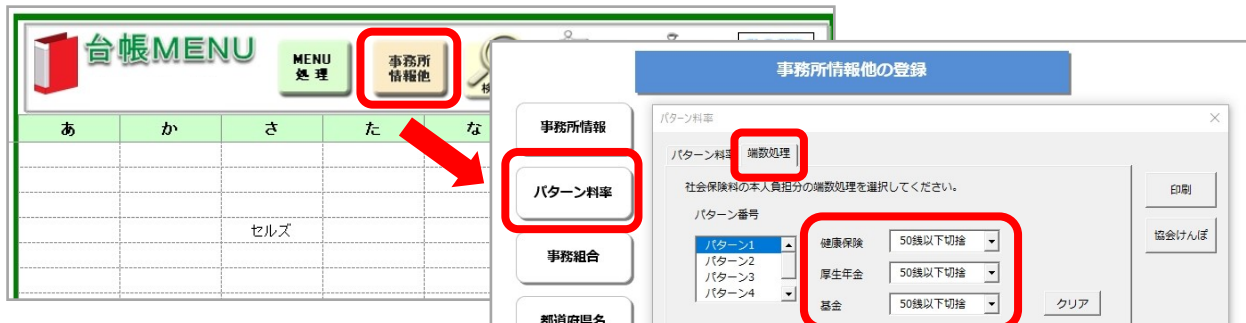 台帳MENU
MENU
処理
事務所
情報他
あ
か
さ
た
な
セルズ
事務所情報他の登録
事務所情報
パターン料率
事務組合
都道府県名
パターン料率
パターン料率
端数処理
社会保険料の本人負担分の端数処理を選択してください。
パターン番号
パターン1
パターン2
パターン3
パターン4
健康保険
50銭以下切捨
厚生年金
50銭以下切捨
基金
50銭以下切捨
クリア
印刷
協会けんぽ